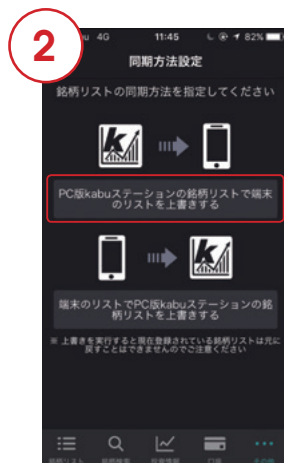 2
4G 11:45 82%
同期方法設定
銘柄リストの同期方法を指定してください
PC版kabuステーションの銘柄リストで端末
のリストを上書きする
端末のリストでPC版kabuステーションの銘
柄リストを上書きする
※ 上書きを実行すると現在登録されている銘柄リストは元に
戻すことはできませんのでご注意ください